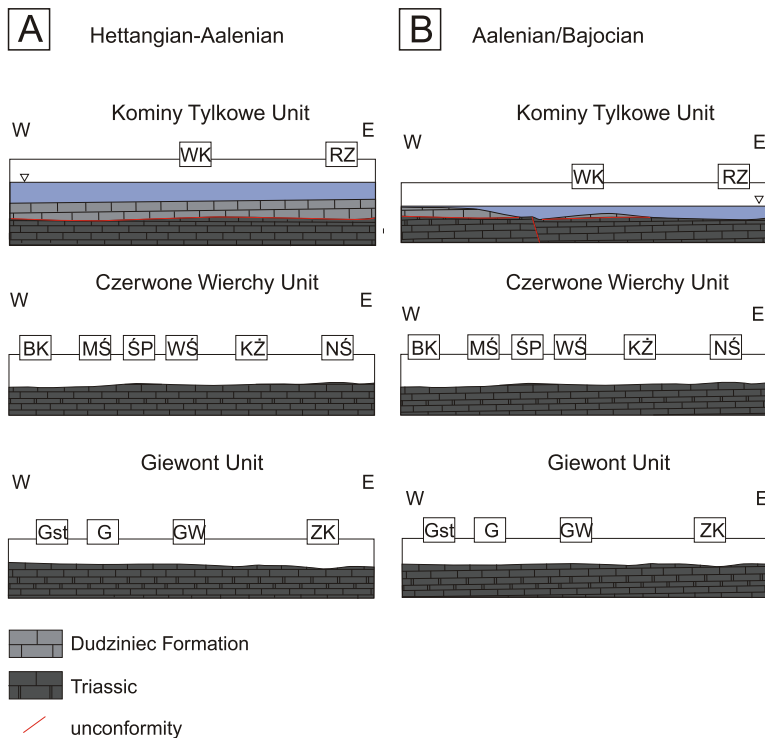 A
Hettangian-Aalenian
Kominy Tylkowe Unit
W
E
WK
RZ
Czerwone Wierchy Unit
W
E
BK MŚ ŚP WŚ KŻ NŚ
Giewont Unit
W
E
Gst G GW ZK
B
Aalenian/Bajocian
Kominy Tylkowe Unit
W
E
WK
RZ
Czerwone Wierchy Unit
W
E
BK MŚ ŚP WŚ KŻ NŚ
Giewont Unit
W
E
Gst G GW ZK
Dudziniec Formation
Triassic
unconformity